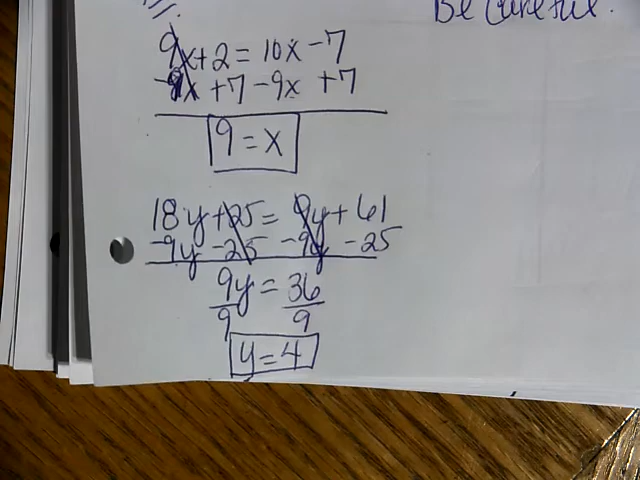 Be Careful.
9x+2 = 10x -7
-9x +7 -9x +7
9 = x
18y+25 = 9y+61
-9y -25 -9y -25
9y = 36
9 9
y = 4